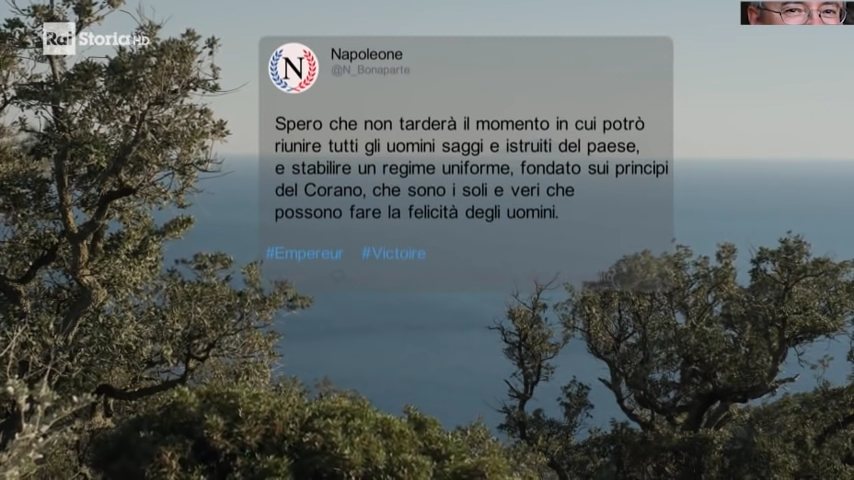 Rai Storia HD
N
Napoleone
@N_Bonaparte
Spero che non tarderà il momento in cui potrò
riunire tutti gli uomini saggi e istruiti del paese,
e stabilire un regime uniforme, fondato sui principi
del Corano, che sono i soli e veri che
possono fare la felicità degli uomini.
#Empereur #Victoire